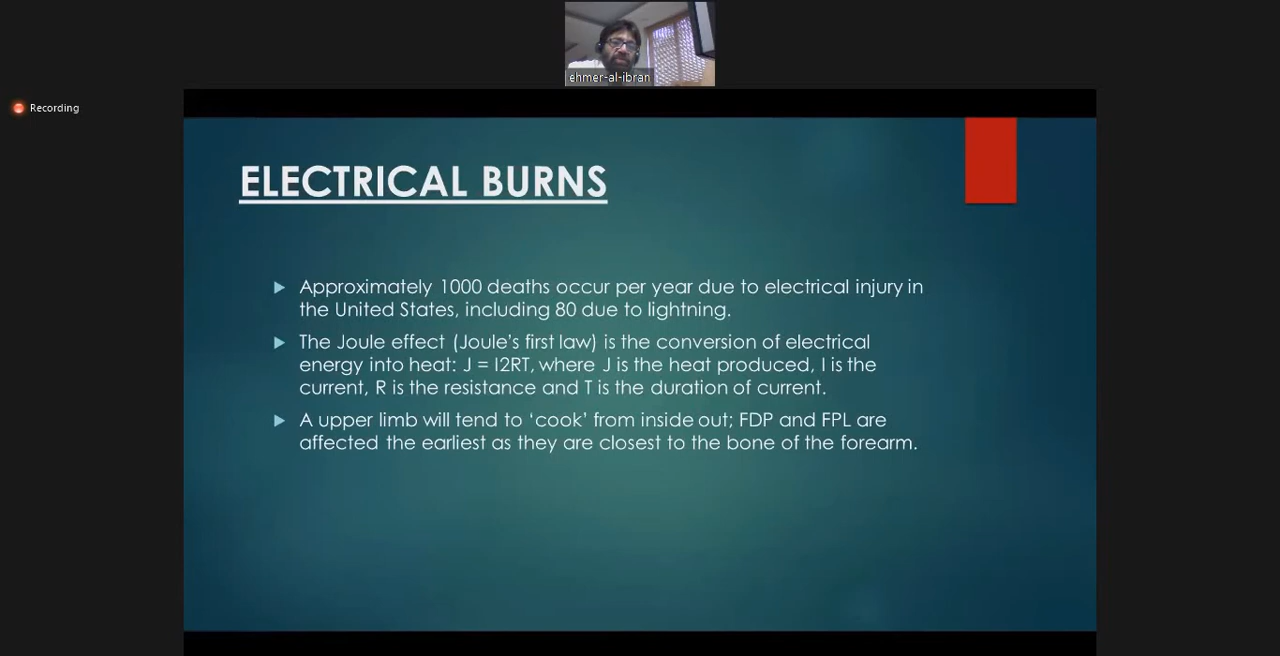 ehmer-al-ibran
Recording
ELECTRICAL BURNS
Approximately 1000 deaths occur per year due to electrical injury in
the United States, including 80 due to lightning.
The Joule effect (Joule's first law) is the conversion of electrical
energy into heat: J = I2RT, where J is the heat produced, I is the
current, R is the resistance and T is the duration of current.
A upper limb will tend to 'cook' from inside out; FDP and FPL are
affected the earliest as they are closest to the bone of the forearm.